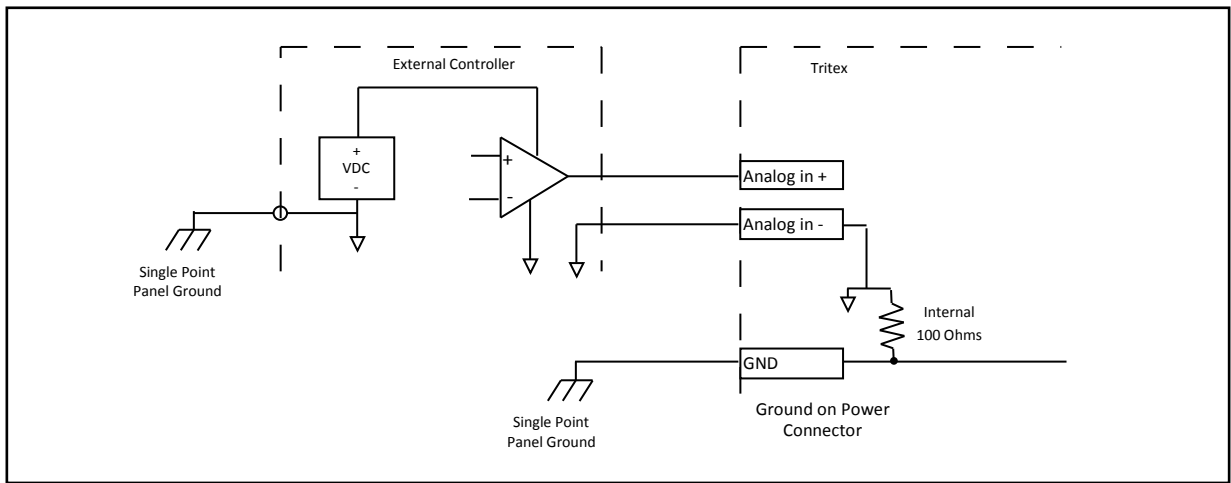 External Controller
Tritex
+
VDC
-
+
-
Analog in +
Analog in -
Single Point
Panel Ground
Internal
100 Ohms
GND
Single Point
Panel Ground
Ground on Power
Connector